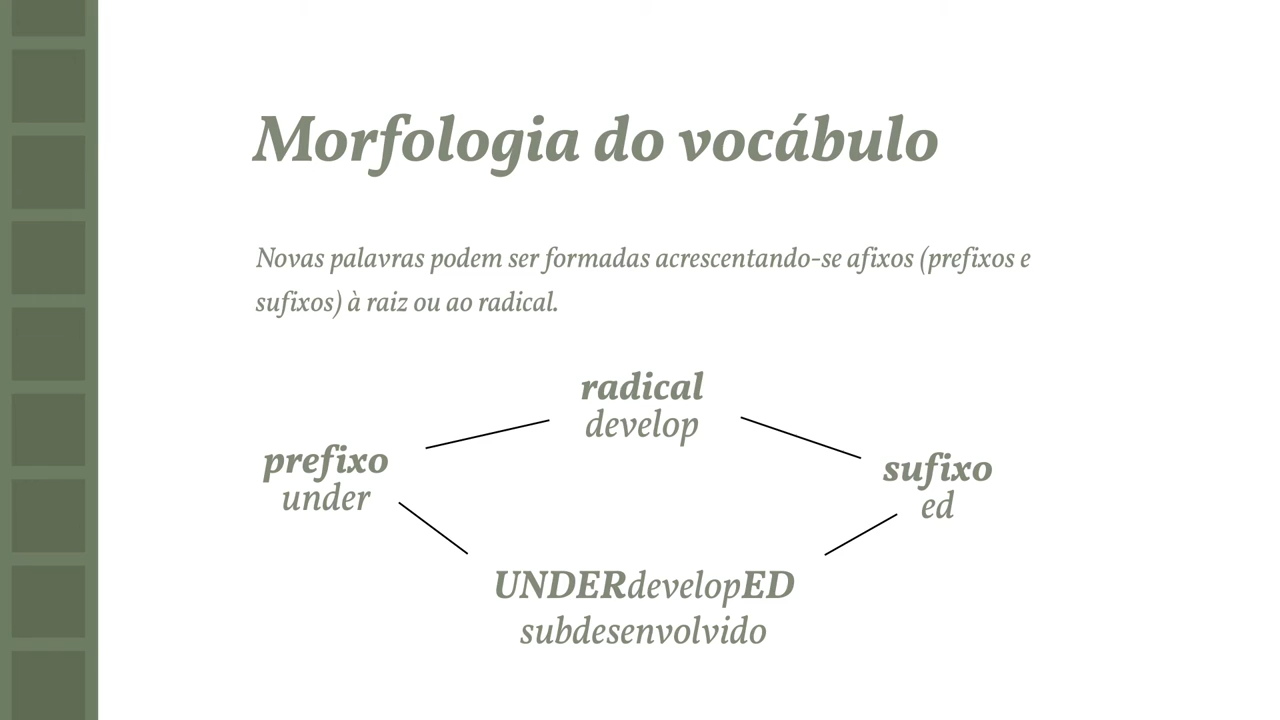 Morfologia do vocábulo
Novas palavras podem ser formadas acrescentando-se afixos (prefixos e
sufixos) à raiz ou ao radical.
radical
develop
prefixo
under
sufixo
ed
UNDERdevelopED
subdesenvolvido